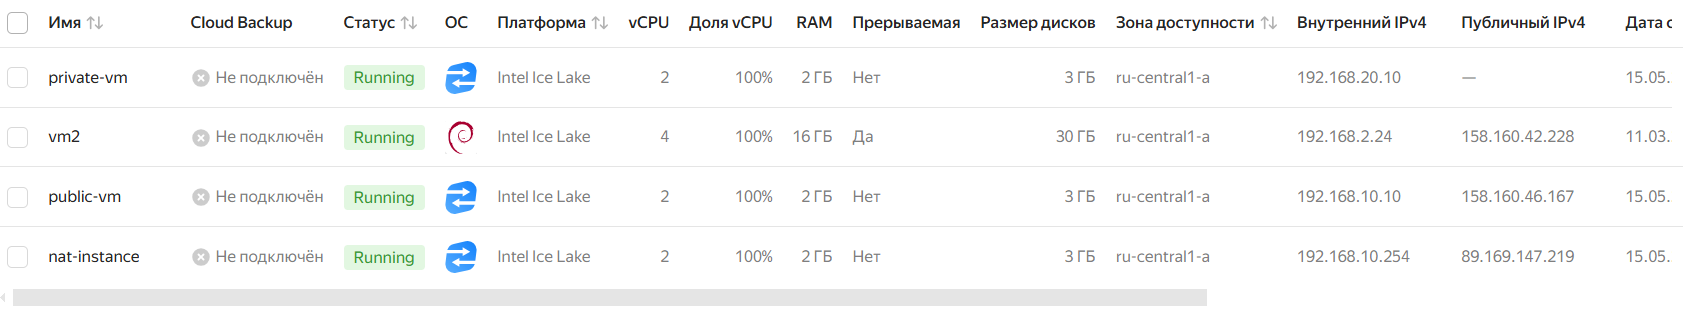 Имя Cloud Backup Статус ОС Платформа vCPU Доля vCPU RAM Прерываемая Размер дисков Зона доступности Внутренний IPv4 Публичный IPv4 Дата с
private-vm Не подключён Running Intel Ice Lake 2 100% 2 ГБ Нет 3 ГБ ru-central1-a 192.168.20.10 — 15.05.
vm2 Не подключён Running Intel Ice Lake 4 100% 16 ГБ Да 30 ГБ ru-central1-a 192.168.2.24 158.160.42.228 11.03.
public-vm Не подключён Running Intel Ice Lake 2 100% 2 ГБ Нет 3 ГБ ru-central1-a 192.168.10.10 158.160.46.167 15.05.
nat-instance Не подключён Running Intel Ice Lake 2 100% 2 ГБ Нет 3 ГБ ru-central1-a 192.168.10.254 89.169.147.219 15.05.